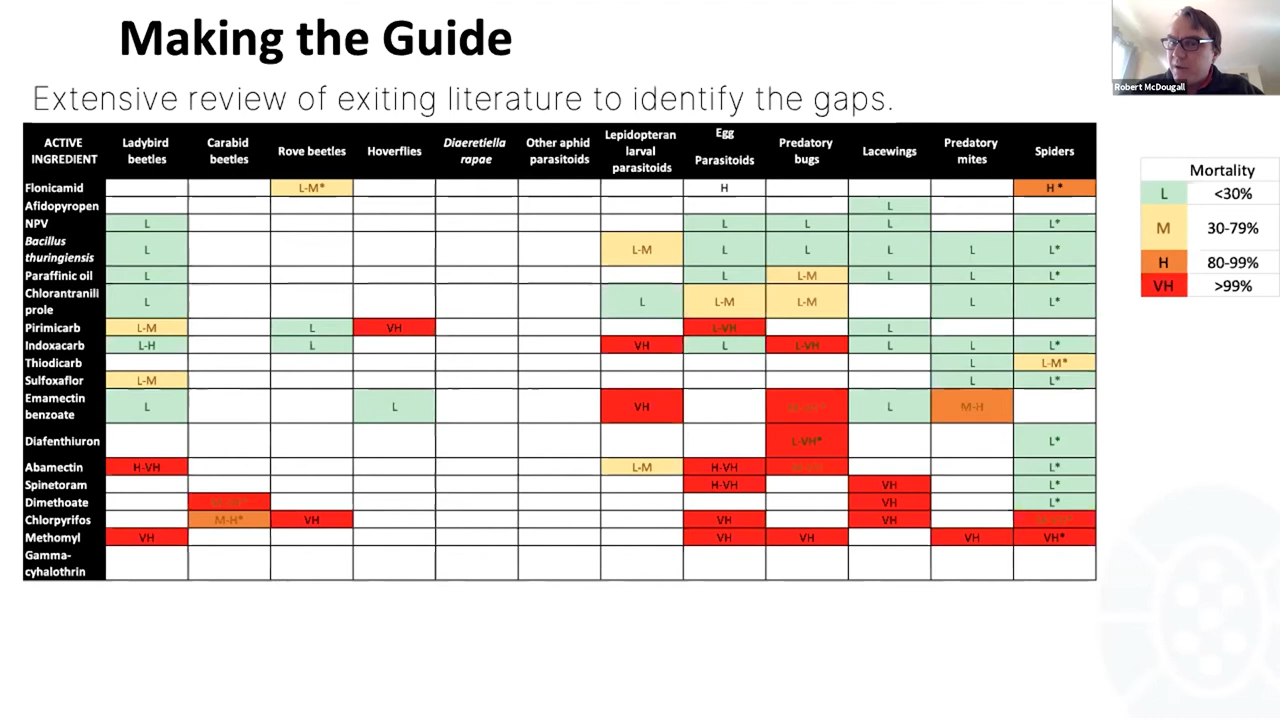 Making the Guide
Robert McDougall
Extensive review of exiting literature to identify the gaps.
ACTIVE INGREDIENT Ladybird beetles Carabid beetles Rove beetles Hoverflies Diaeretiella rapae Other aphid parasitoids Lepidopteran larval parasitoids Egg Parasitoids Predatory bugs Lacewings Predatory mites Spiders
Flonicamid L-M* H H *
Afidopyropen L
NPV L L L L L*
Bacillus thuringiensis L L-M L L L L L*
Paraffinic oil L L L-M L L L*
Chlorantranili prole L L L-M L-M L L*
Pirimicarb L-M L VH L-VH L
Indoxacarb L-H L VH L L-VH L L L*
Thiodicarb L L-M*
Sulfoxaflor L-M L L*
Emamectin benzoate L L VH L M-H
Diafenthiuron L-VH* L*
Abamectin H-VH L-M H-VH L*
Spinetoram H-VH VH L*
Dimethoate VH L*
Chlorpyrifos M-H* VH VH VH
Methomyl VH VH VH VH VH*
Gamma-cyhalothrin
Mortality
L <30%
M 30-79%
H 80-99%
VH >99%